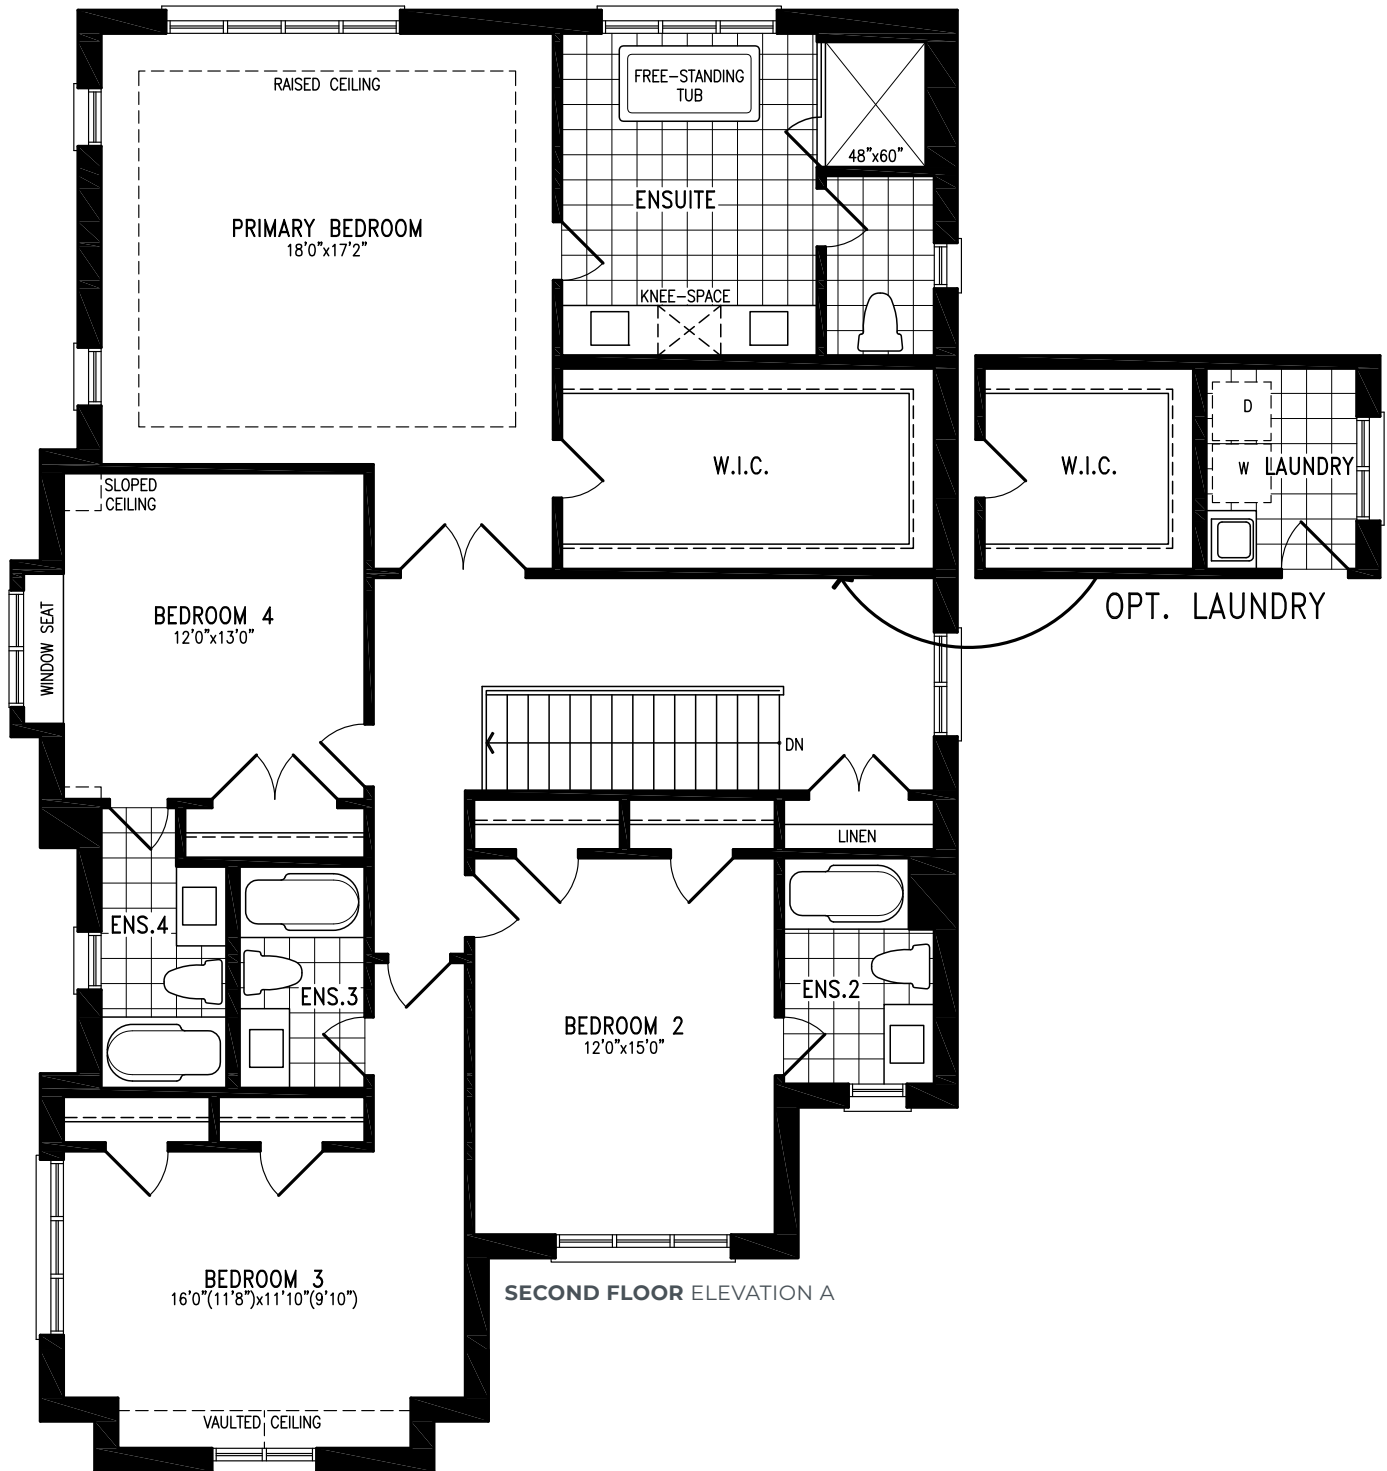 RAISED CEILING
FREE-STANDING
TUB
48"x60"
ENSUITE
PRIMARY BEDROOM
18'0"x17'2"
KNEE-SPACE
W.I.C.
W.I.C.
D
W
LAUNDRY
OPT. LAUNDRY
SLOPED
CEILING
BEDROOM 4
12'0"x13'0"
WINDOW SEAT
DN
LINEN
ENS.4
ENS.3
ENS.2
BEDROOM 2
12'0"x15'0"
BEDROOM 3
16'0"(11'8")x11'10"(9'10")
SECOND FLOOR ELEVATION A
VAULTED CEILING